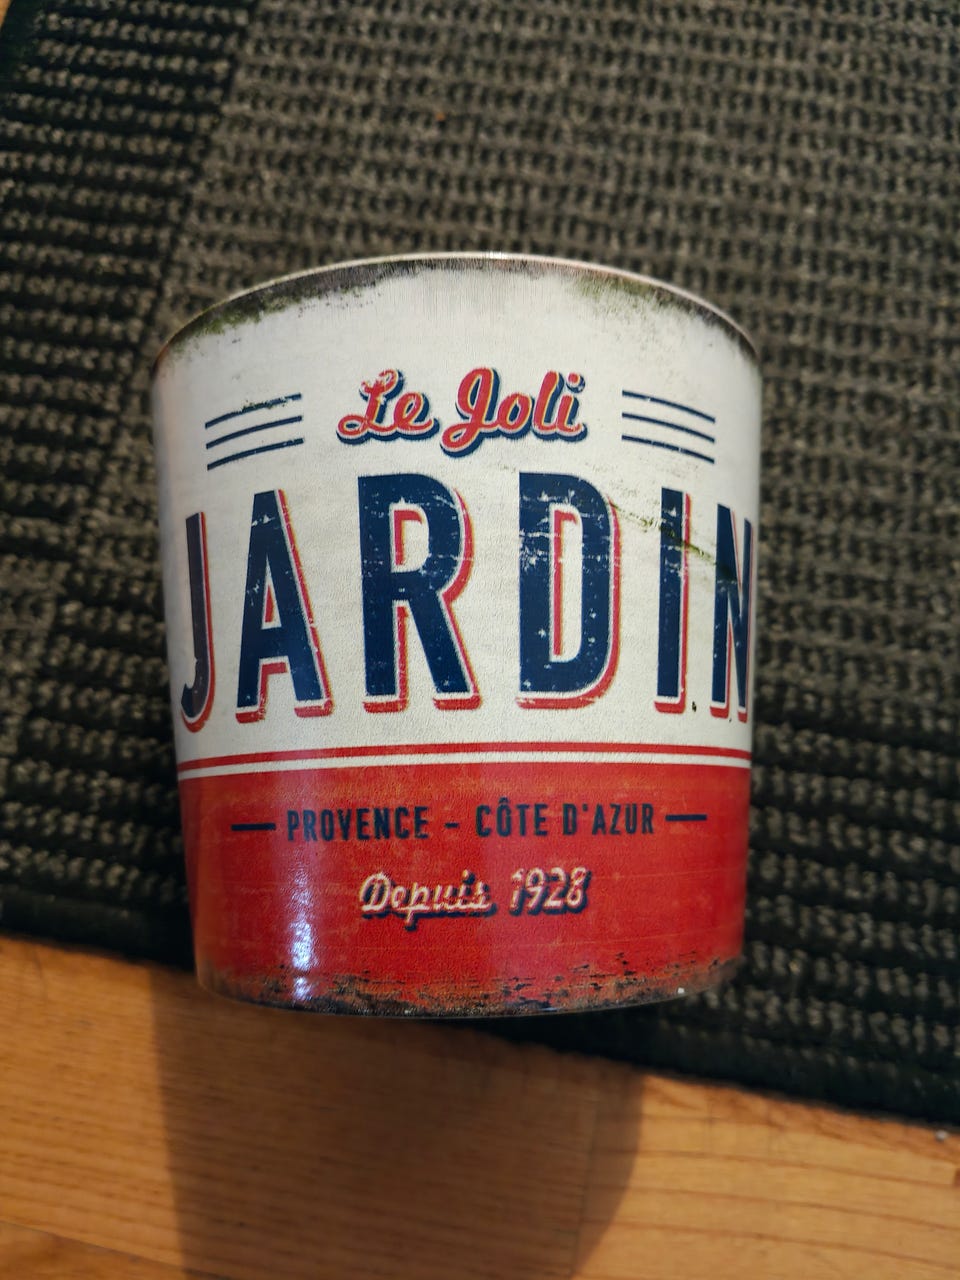 Le Joli
JARDIN
PROVENCE - CÔTE D'AZUR
Depuis 1928